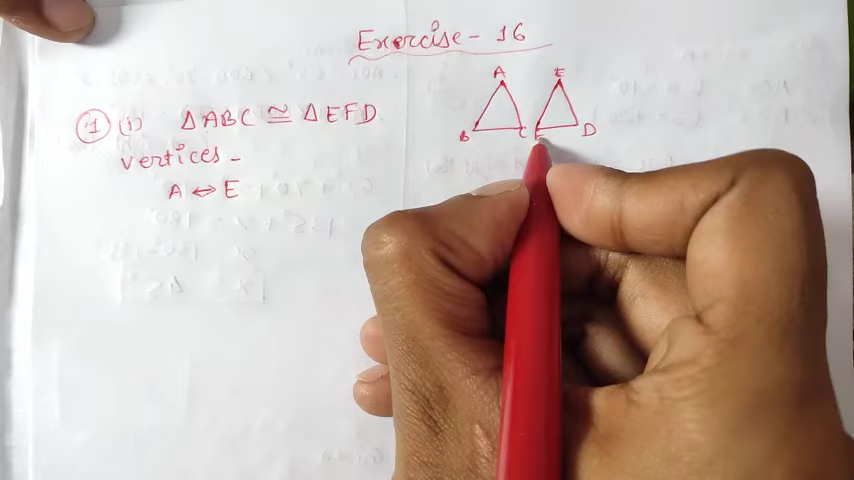 Exercise - 16
A E
1 (i) ΔABC ≅ ΔEFD
B C F D
vertices -
A ⇔ E